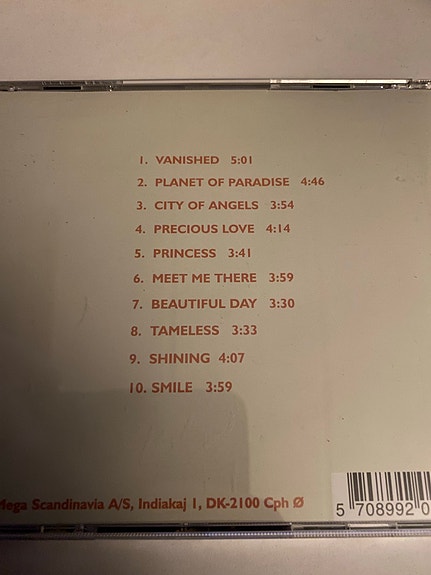 1. VANISHED 5:01
2. PLANET OF PARADISE 4:46
3. CITY OF ANGELS 3:54
4. PRECIOUS LOVE 4:14
5. PRINCESS 3:41
6. MEET ME THERE 3:59
7. BEAUTIFUL DAY 3:30
8. TAMELESS 3:33
9. SHINING 4:07
10. SMILE 3:59
Mega Scandinavia A/S, Indiakaj 1, DK-2100 Cph Ø
5 708992 0